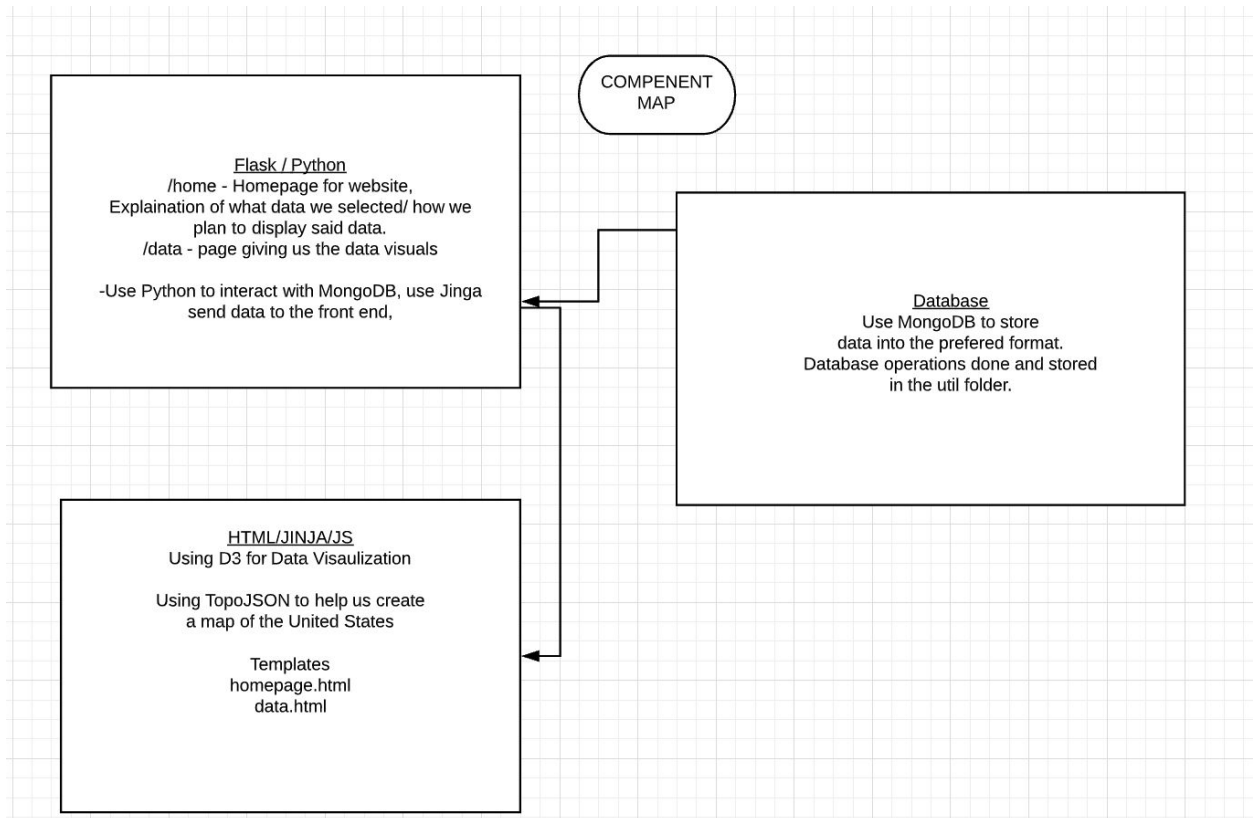 COMPENENT
MAP
Flask / Python
/home - Homepage for website,
Explaination of what data we selected/ how we
plan to display said data.
/data - page giving us the data visuals
-Use Python to interact with MongoDB, use Jinga
send data to the front end,
Database
Use MongoDB to store
data into the prefered format.
Database operations done and stored
in the util folder.
HTML/JINJA/JS
Using D3 for Data Visaulization
Using TopoJSON to help us create
a map of the United States
Templates
homepage.html
data.html